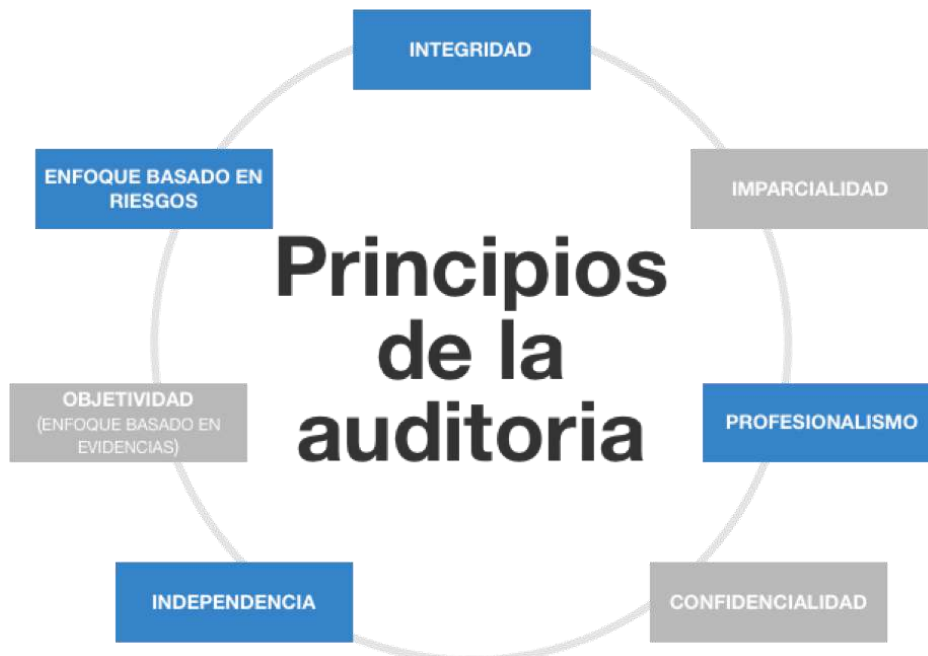 INTEGRIDAD
ENFOQUE BASADO EN
RIESGOS
IMPARCIALIDAD
Principios
de la
auditoria
OBJETIVIDAD
(ENFOQUE BASADO EN
EVIDENCIAS)
PROFESIONALISMO
INDEPENDENCIA
CONFIDENCIALIDAD